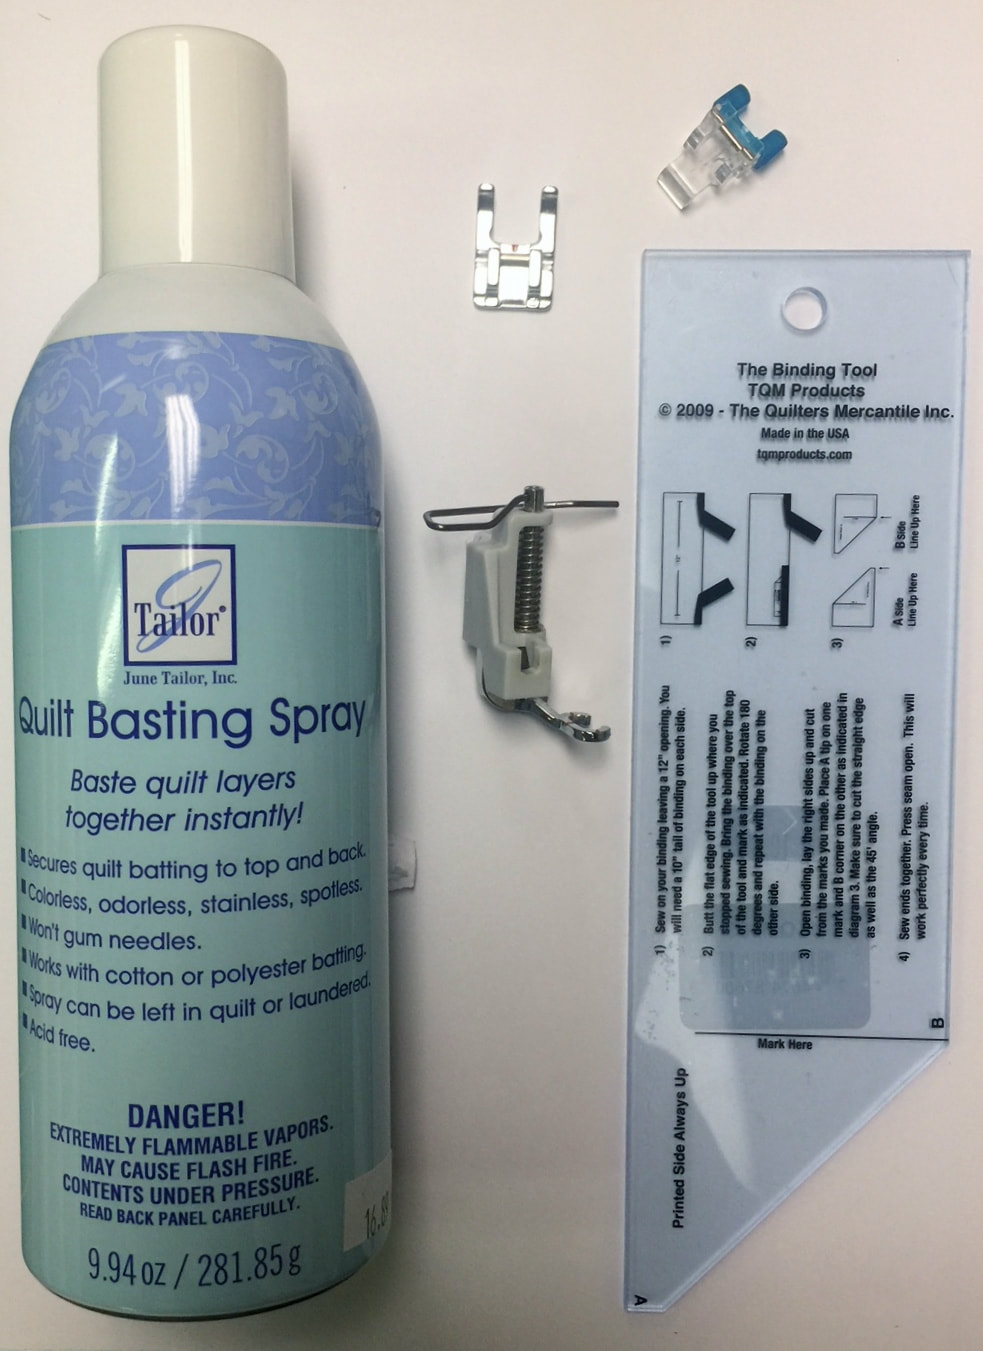 Tailor®
June Tailor, Inc.
Quilt Basting Spray
Baste quilt layers
together instantly!
Secures quilt batting to top and back.
Colorless, odorless, stainless, spotless.
Won't gum needles.
Works with cotton or polyester batting.
Spray can be left in quilt or laundered.
Acid free.
DANGER!
EXTREMELY FLAMMABLE VAPORS.
MAY CAUSE FLASH FIRE.
CONTENTS UNDER PRESSURE.
READ BACK PANEL CAREFULLY.
9.94 oz / 281.85 g
16.89
The Binding Tool
TQM Products
© 2009 - The Quilters Mercantile Inc.
Made in the USA
tqmproducts.com
1)
12"
2)
3)
A Side
Line Up Here
B Side
Line Up Here
1) Sew on your binding leaving a 12" opening. You
will need a 10" tail of binding on each side.
2) Butt the flat edge of the tool up where you
stopped sewing. Bring the binding over the top
of the tool and mark as indicated. Rotate 180
degrees and repeat with the binding on the
other side.
3) Open binding, lay the right sides up and cut
from the marks you made. Place A tip on one
mark and B corner on the other as indicated in
diagram 3. Make sure to cut the straight edge
as well as the 45° angle.
4) Sew ends together. Press seam open. This will
work perfectly every time.
B
Mark Here
Printed Side Always Up
A